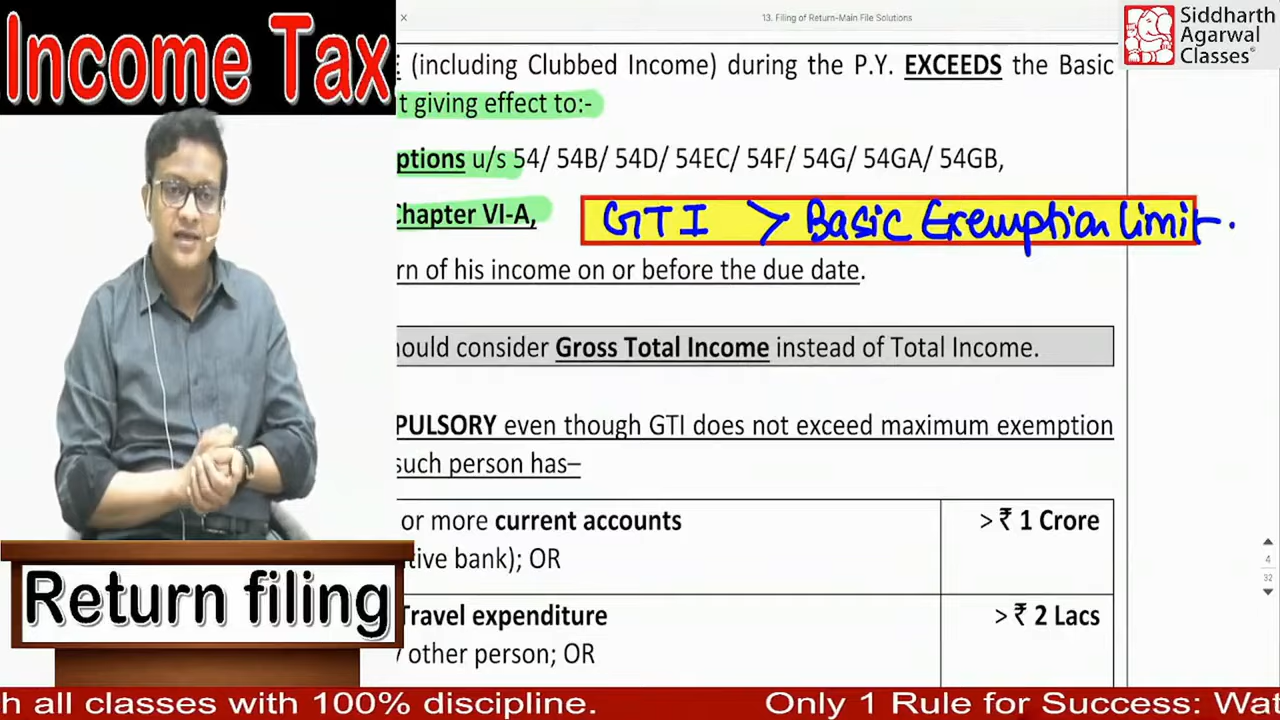 Income Tax
13. Filing of Return-Main File Solutions
Siddharth
Agarwal
Classes
(including Clubbed Income) during the P.Y. EXCEEDS the Basic
t giving effect to:-
ptions u/s 54/ 54B/ 54D/ 54EC/ 54F/ 54G/ 54GA/ 54GB,
Chapter VI-A,
GTI > Basic Exemption Limit.
rn of his income on or before the due date.
ould consider Gross Total Income instead of Total Income.
PULSORY even though GTI does not exceed maximum exemption
such person has–
or more current accounts
> ₹ 1 Crore
tive bank); OR
Travel expenditure
> ₹ 2 Lacs
other person; OR
4
32
Return filing
h all classes with 100% discipline. Only 1 Rule for Success: Wat